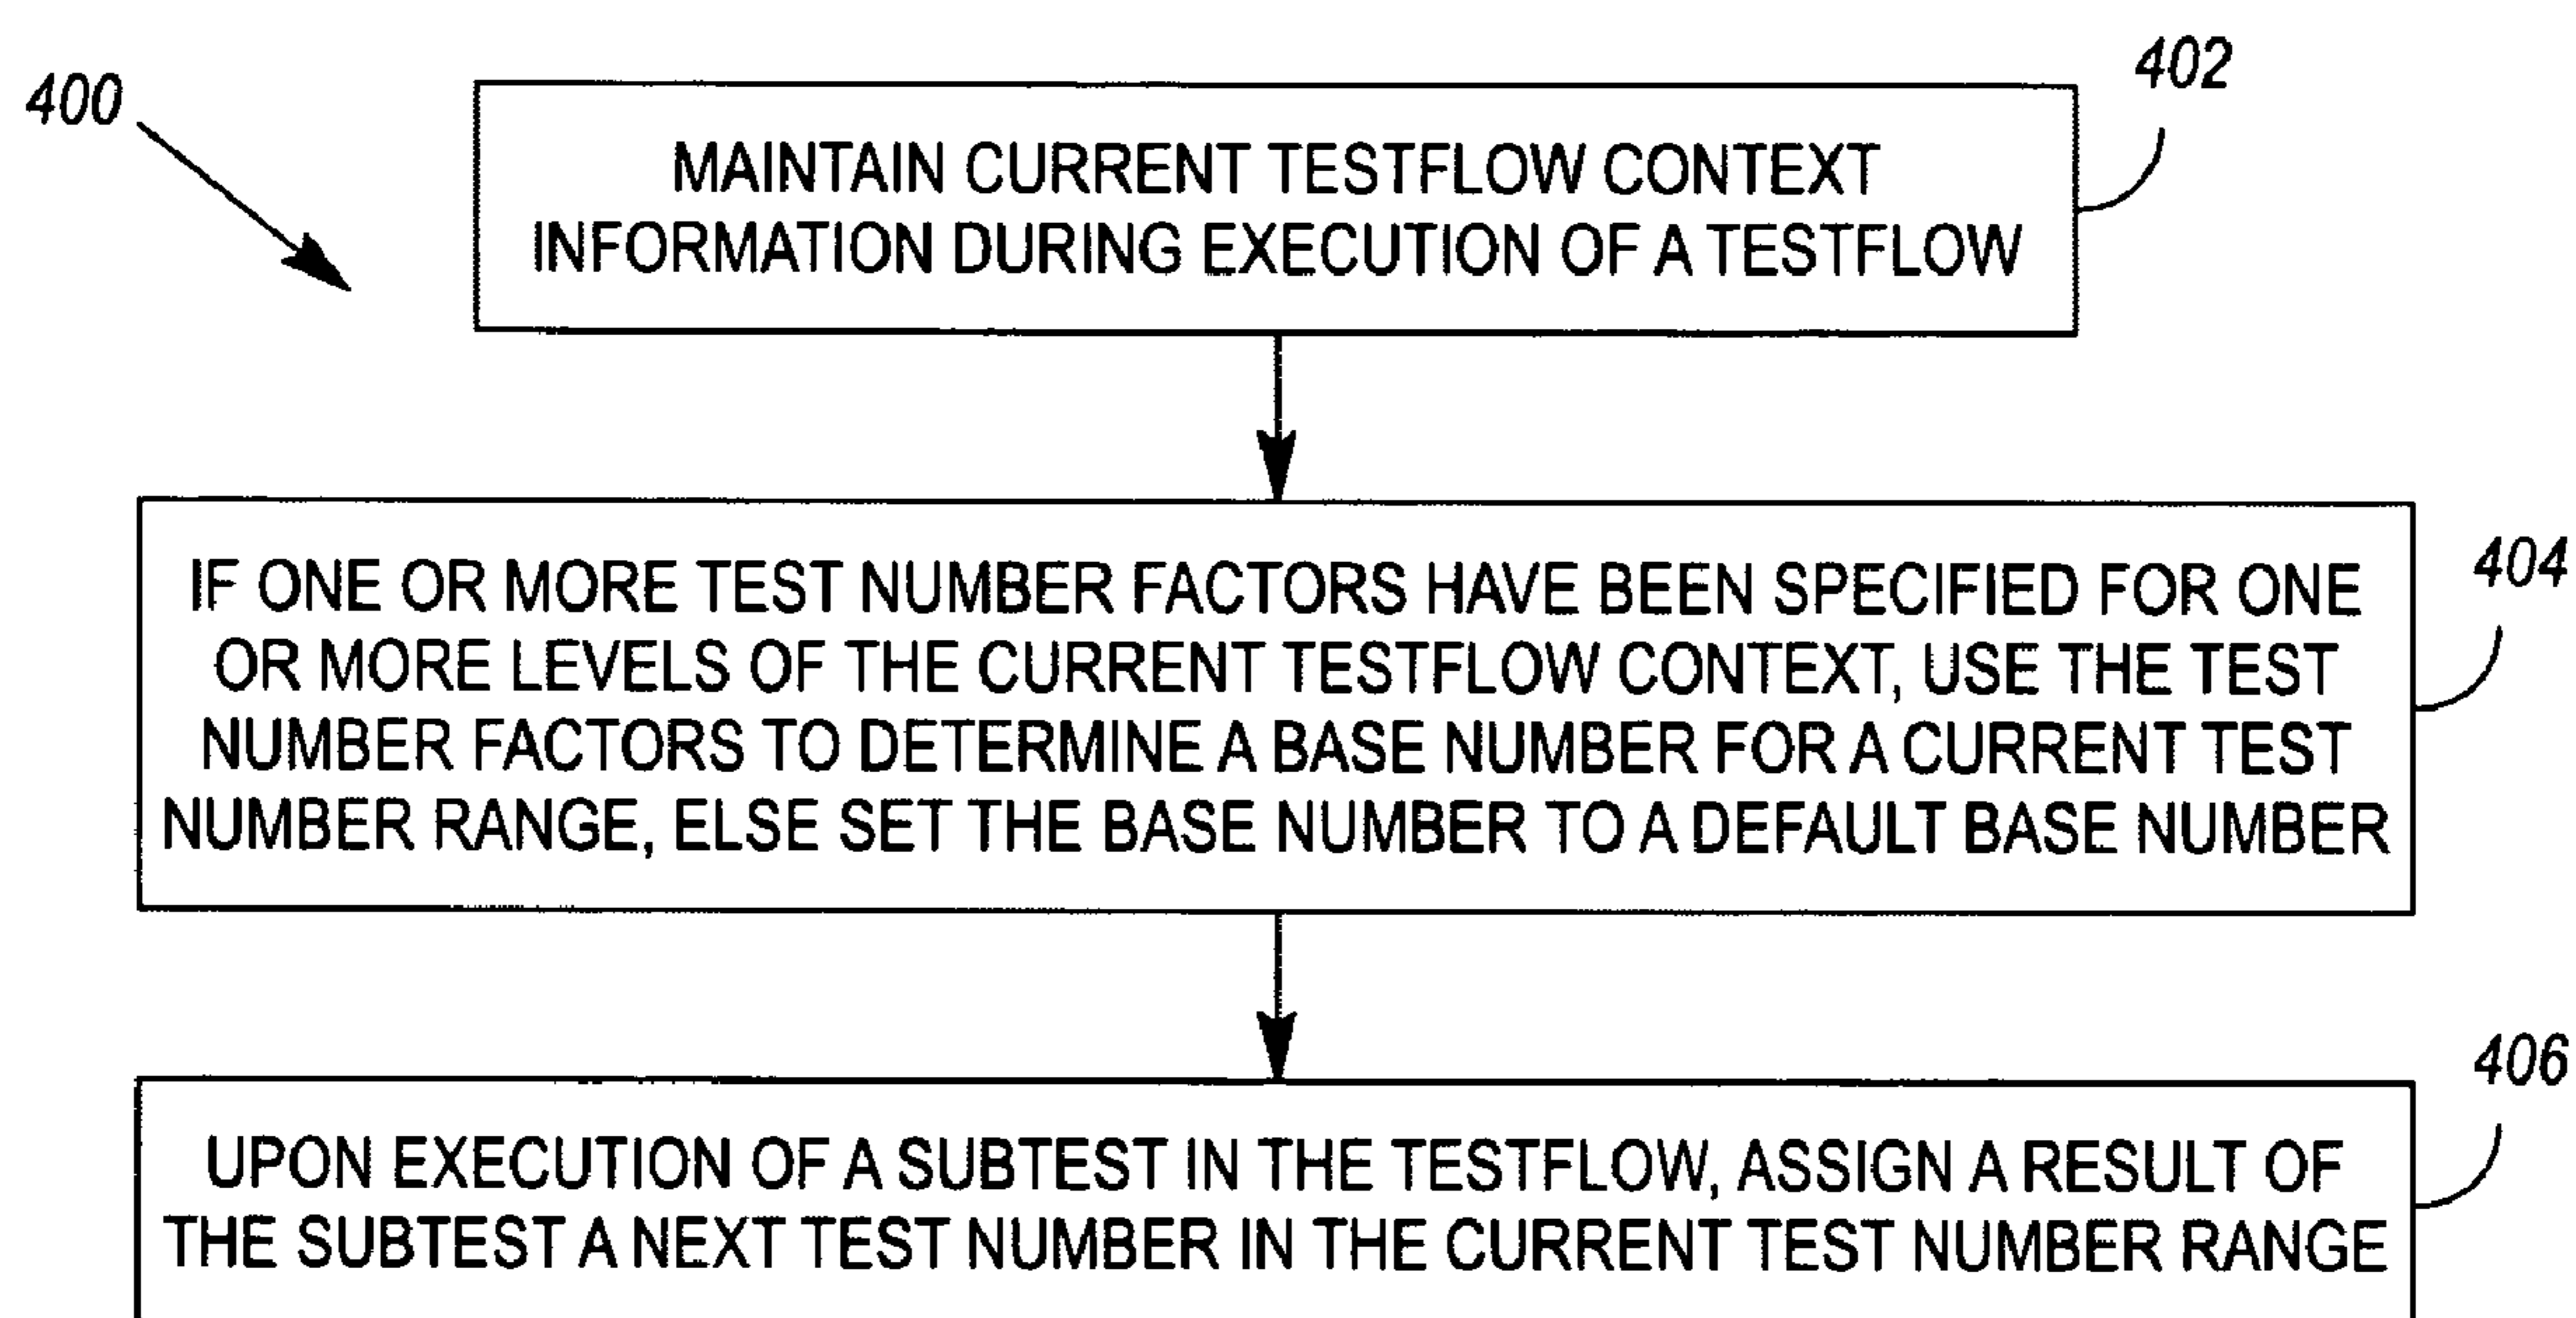 400
402
MAINTAIN CURRENT TESTFLOW CONTEXT
INFORMATION DURING EXECUTION OF A TESTFLOW
404
IF ONE OR MORE TEST NUMBER FACTORS HAVE BEEN SPECIFIED FOR ONE
OR MORE LEVELS OF THE CURRENT TESTFLOW CONTEXT, USE THE TEST
NUMBER FACTORS TO DETERMINE A BASE NUMBER FOR A CURRENT TEST
NUMBER RANGE, ELSE SET THE BASE NUMBER TO A DEFAULT BASE NUMBER
406
UPON EXECUTION OF A SUBTEST IN THE TESTFLOW, ASSIGN A RESULT OF
THE SUBTEST A NEXT TEST NUMBER IN THE CURRENT TEST NUMBER RANGE